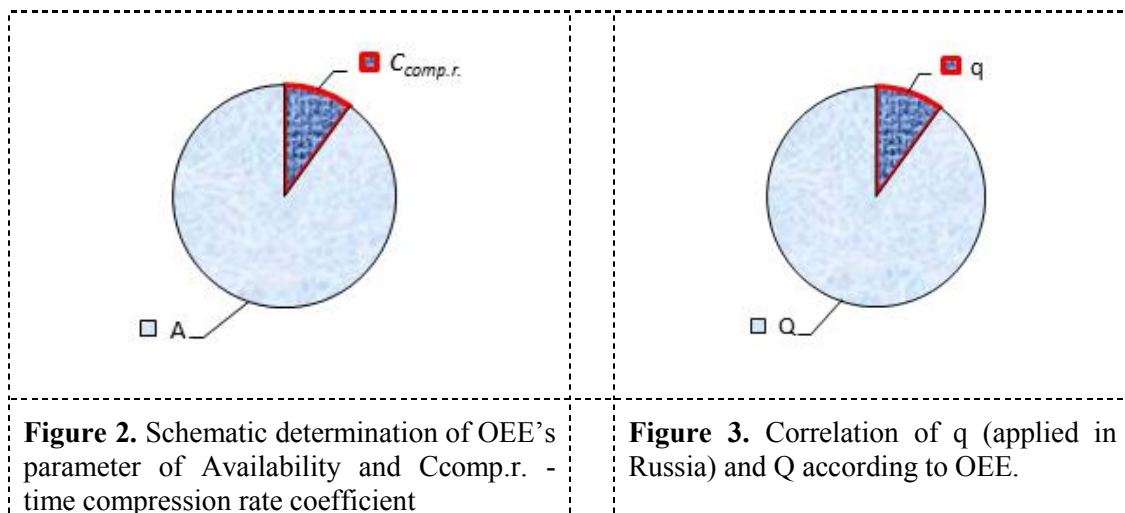 C comp.r.
A
Figure 2. Schematic determination of OEE's
parameter of Availability and Ccomp.r. -
time compression rate coefficient
q
Q
Figure 3. Correlation of q (applied in
Russia) and Q according to OEE.